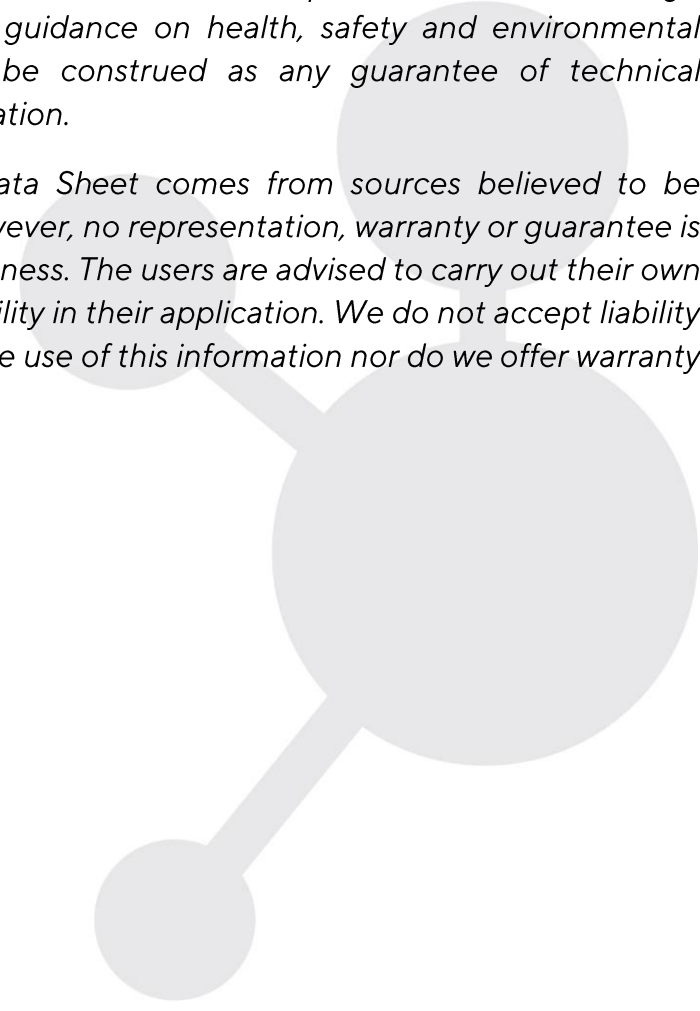 guidance on health, safety and environmental
be construed as any guarantee of technical
ation.
ata Sheet comes from sources believed to be
vever, no representation, warranty or guarantee is
ness. The users are advised to carry out their own
ility in their application. We do not accept liability
e use of this information nor do we offer warranty